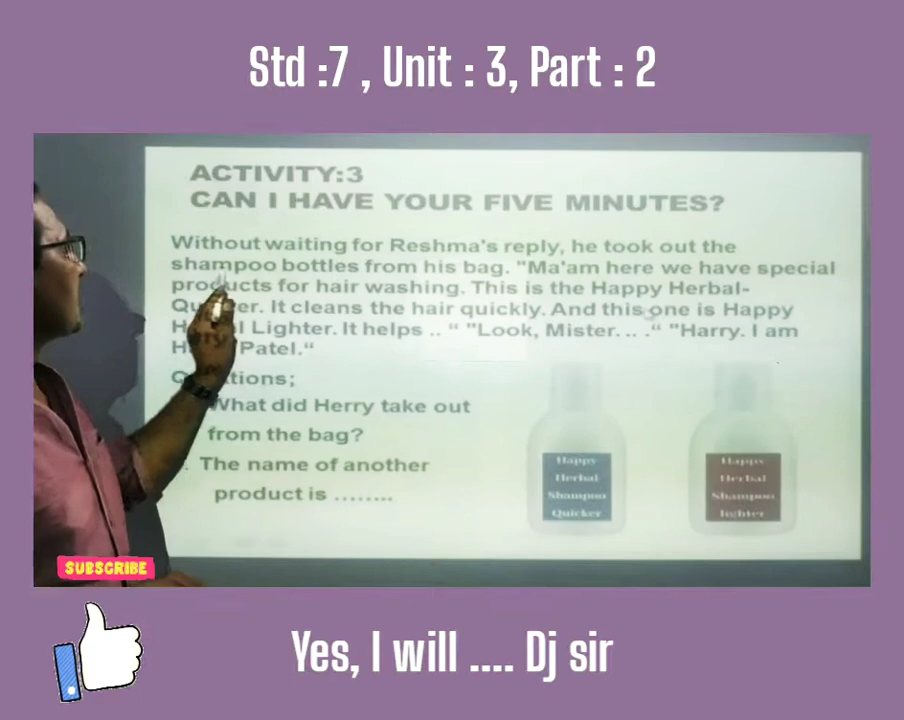 Std :7 , Unit : 3, Part : 2
ACTIVITY:3
CAN I HAVE YOUR FIVE MINUTES?
Without waiting for Reshma's reply, he took out the
shampoo bottles from his bag. "Ma'am here we have special
products for hair washing. This is the Happy Herbal-
It cleans the hair quickly. And this one is Happy
Lighter. It helps .. “ "Look, Mister. .. .“ "Harry. I am
Patel.“
What did Herry take out
from the bag?
The name of another
product is ........
Happy
Herbal
Shampoo
Quicker
Happy
Herbal
Shampoo
lighter
SUBSCRIBE
Yes, I will .... Dj sir